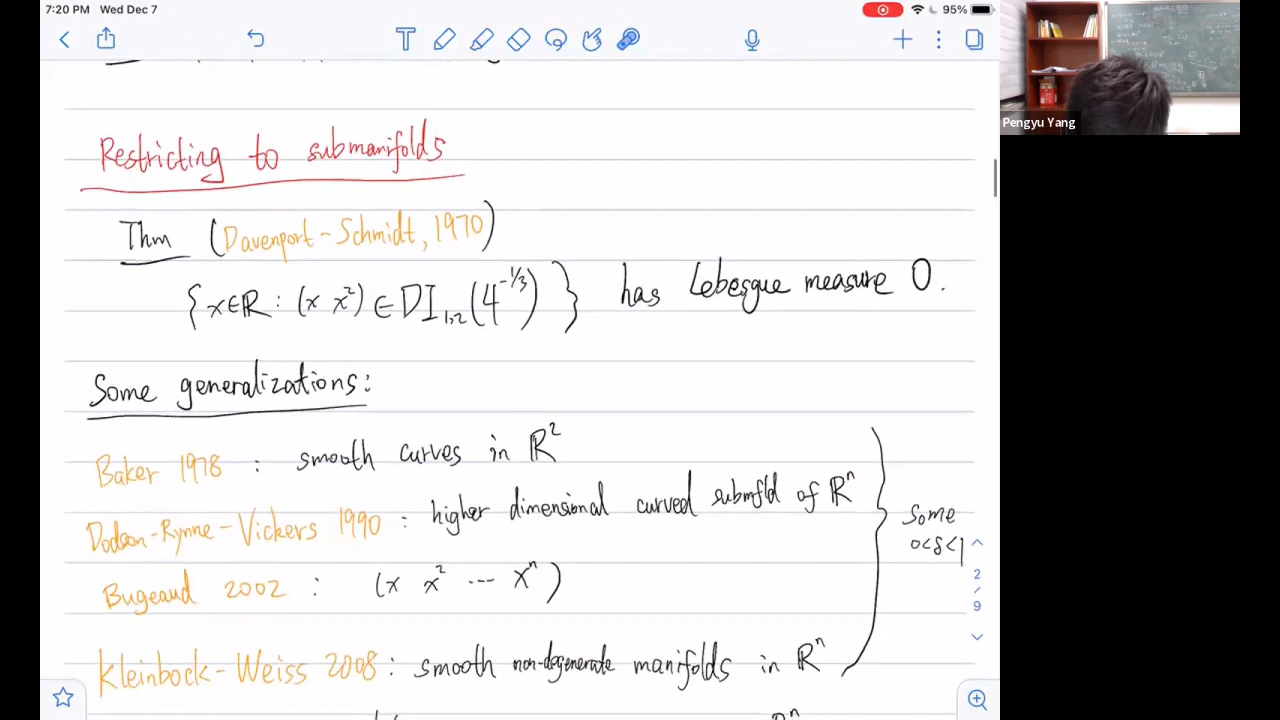 7:20 PM Wed Dec 7
95%
Pengyu Yang
Restricting to submanifolds
Thm (Davenport-Schmidt, 1970)
{x∈ℝ : (x x²) ∈ DI₁,₂(4^{-1/3})} has Lebesgue measure 0.
Some generalizations:
Baker 1978 : smooth curves in ℝ²
Dodson-Rynne-Vickers 1990 : higher dimensional curved submfld of ℝⁿ
Bugeaud 2002 : (x x² ... xⁿ)
Kleinbock-Weiss 2008 : smooth non-degenerate manifolds in ℝⁿ
some
0<δ<1
2
/
9